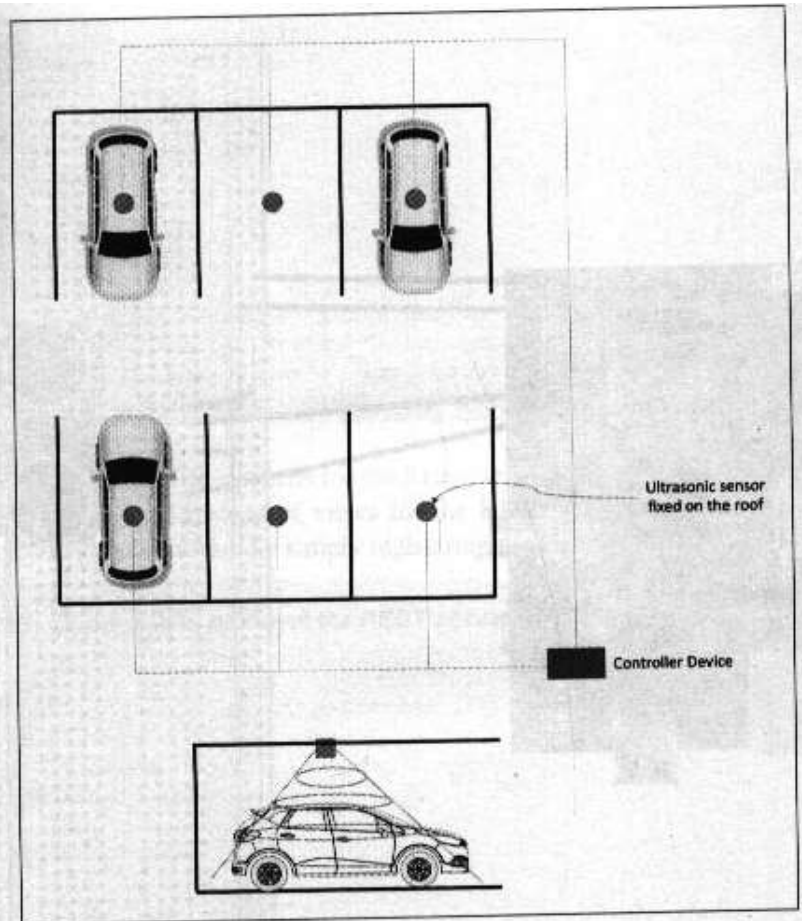 Ultrasonic sensor
fixed on the roof
Controller Device